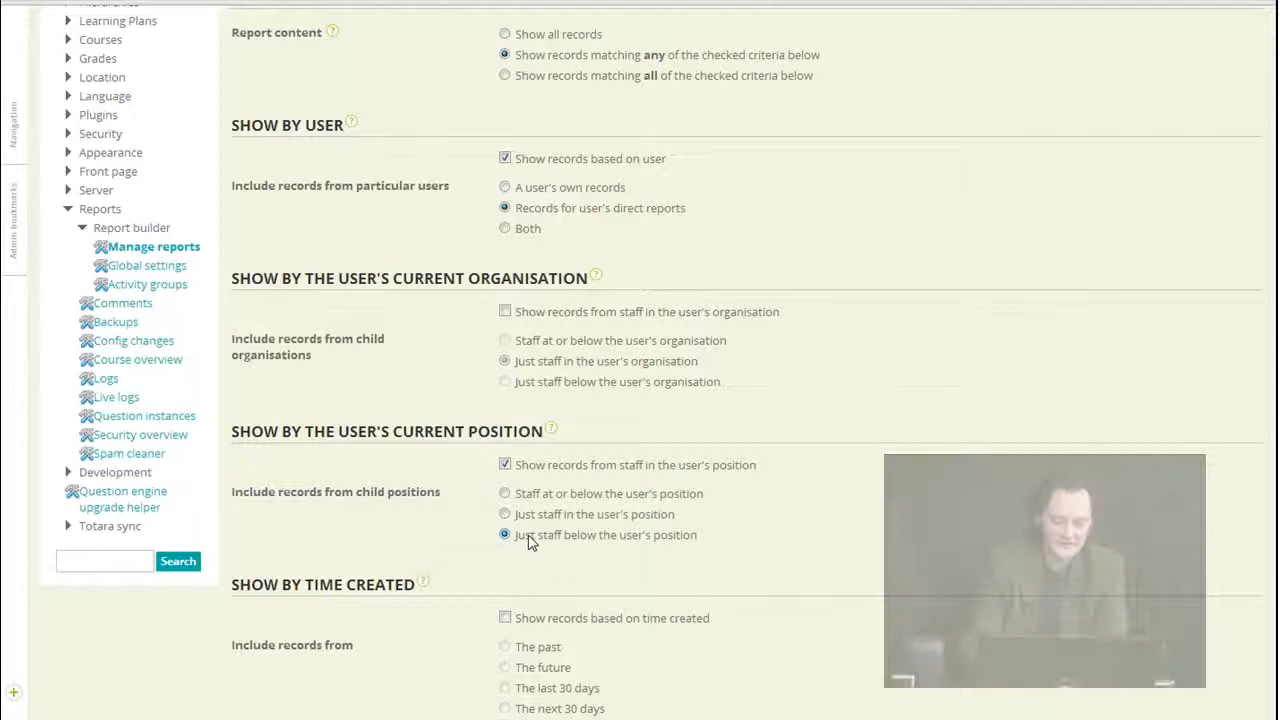 Navigation
Admin bookmarks
Learning Plans
Courses
Grades
Location
Language
Plugins
Security
Appearance
Front page
Server
Reports
Report builder
Manage reports
Global settings
Activity groups
Comments
Backups
Config changes
Course overview
Logs
Live logs
Question instances
Security overview
Spam cleaner
Development
Question engine
upgrade helper
Totara sync
Search
Report content
Show all records
Show records matching any of the checked criteria below
Show records matching all of the checked criteria below
SHOW BY USER
Show records based on user
Include records from particular users
A user's own records
Records for user's direct reports
Both
SHOW BY THE USER'S CURRENT ORGANISATION
Show records from staff in the user's organisation
Include records from child
organisations
Staff at or below the user's organisation
Just staff in the user's organisation
Just staff below the user's organisation
SHOW BY THE USER'S CURRENT POSITION
Show records from staff in the user's position
Include records from child positions
Staff at or below the user's position
Just staff in the user's position
Just staff below the user's position
SHOW BY TIME CREATED
Show records based on time created
Include records from
The past
The future
The last 30 days
The next 30 days